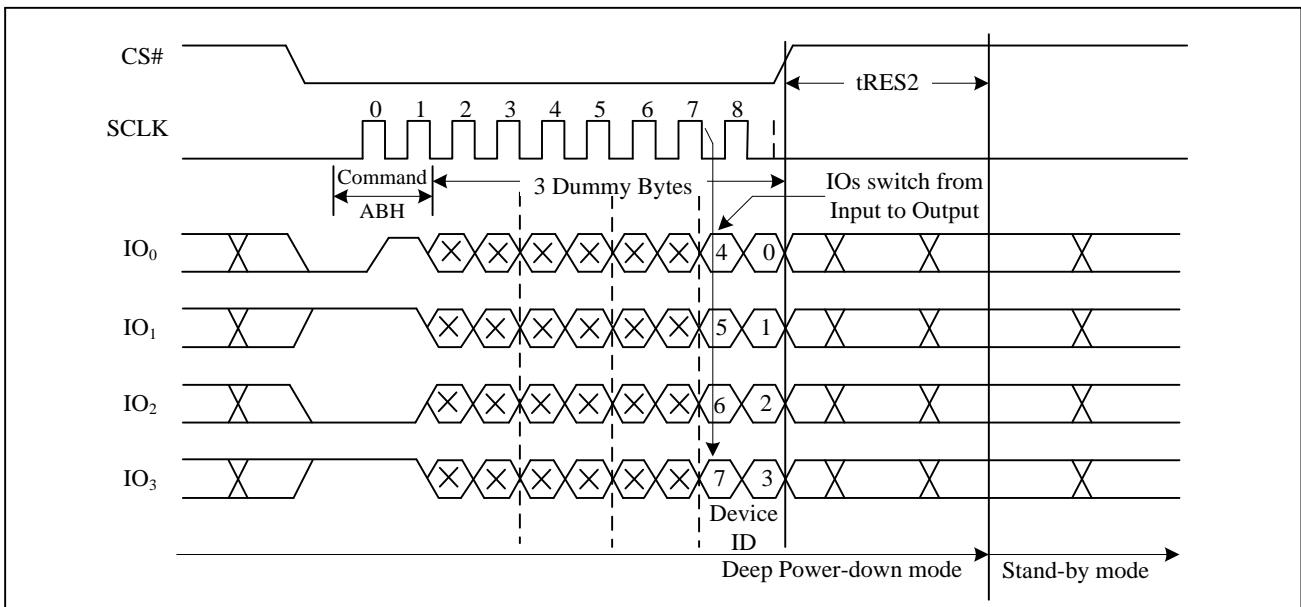 CS#
tRES2
0 1 2 3 4 5 6 7 8
SCLK
Command
ABH
3 Dummy Bytes
IOs switch from
Input to Output
IO0 4 0
IO1 5 1
IO2 6 2
IO3 7 3
Device
ID
Deep Power-down mode Stand-by mode